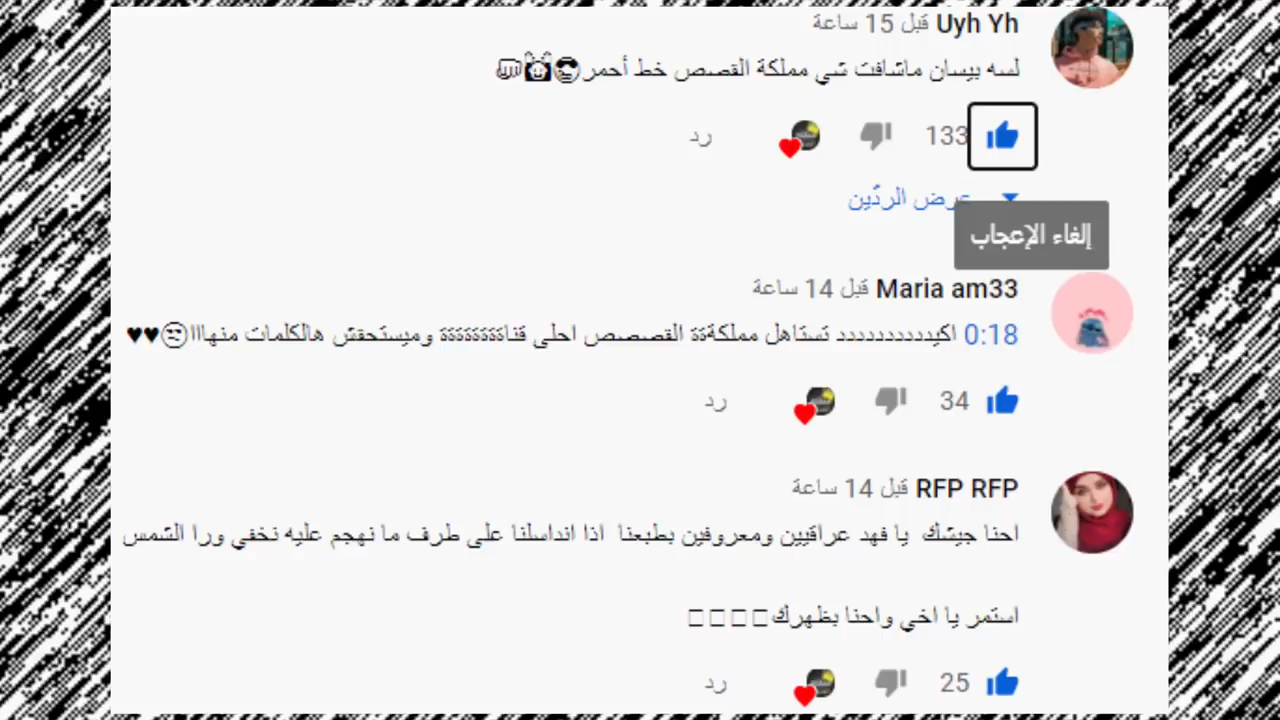 Uyh Yh قبل 15 ساعة
لسه بيسان ماشافت شي مملكة القصص خط أحمر😎🙌👊
133
رد
عرض الردّين
إلغاء الإعجاب
Maria am33 قبل 14 ساعة
0:18 اكيددددددددددد تستاهل مملكةةة القصصص احلى قناةةةةةةةة وميستحقش هالكلمات منهااا😒♥♥
34
رد
RFP RFP قبل 14 ساعة
احنا جيشك يا فهد عراقيين ومعروفين بطبعنا اذا انداسلنا على طرف ما نهجم عليه نخفي ورا الشمس
استمر يا اخي واحنا بظهرك
25
رد